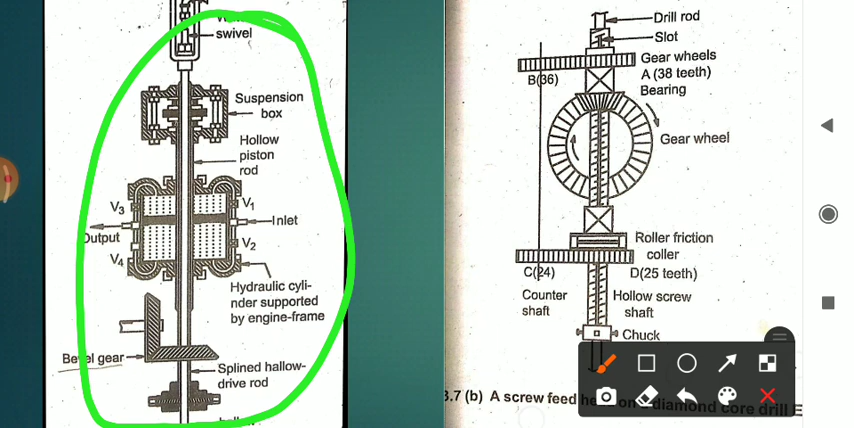 swivel
Suspension
box
Hollow
piston
rod
V3
V1
Inlet
Output
V2
V4
Hydraulic cyli-
nder supported
by engine-frame
Bevel gear
Splined hallow-
drive rod
Drill rod
Slot
Gear wheels
B(36)
A (38 teeth)
Bearing
Gear wheel
Roller friction
coller
C(24)
D(25 teeth)
Counter
shaft
Hollow screw
shaft
Chuck
3.7 (b) A screw feed on diamond core drill